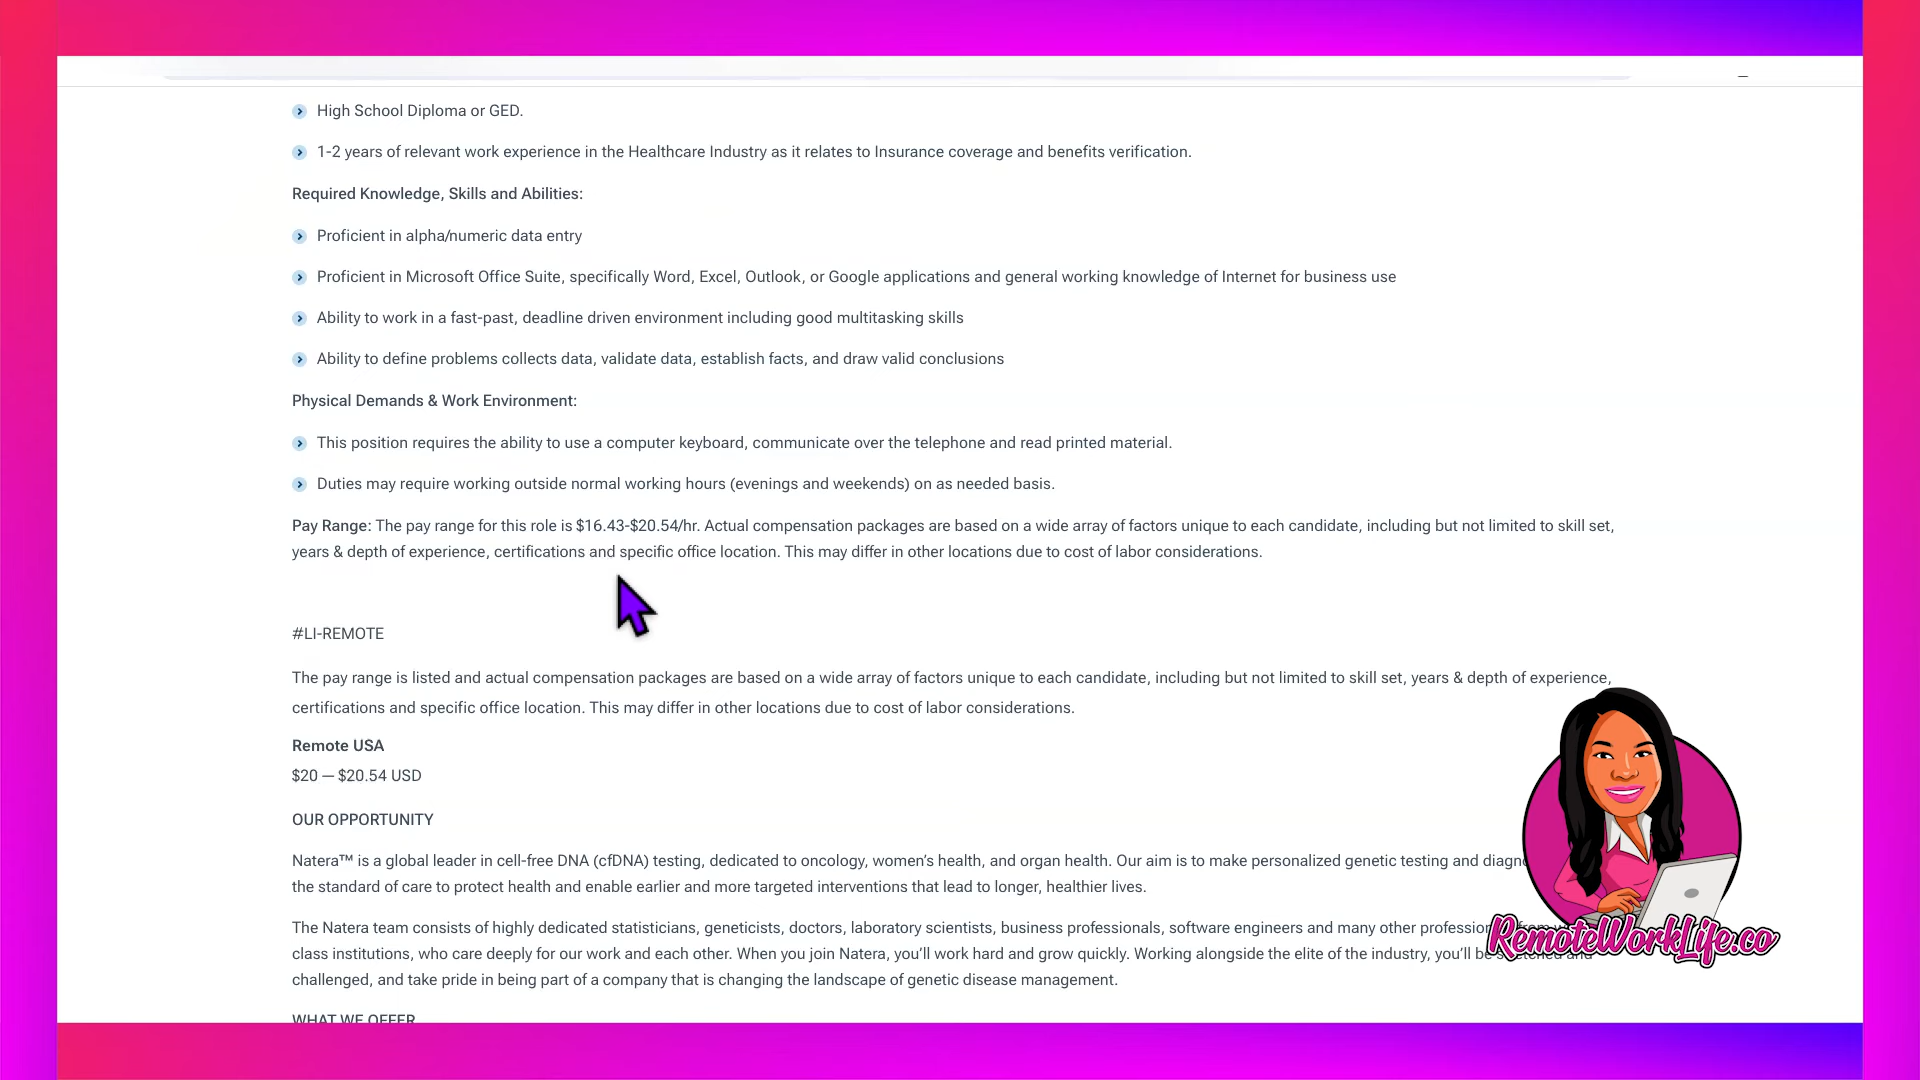 High School Diploma or GED.
1-2 years of relevant work experience in the Healthcare Industry as it relates to Insurance coverage and benefits verification.
Required Knowledge, Skills and Abilities:
Proficient in alpha/numeric data entry
Proficient in Microsoft Office Suite, specifically Word, Excel, Outlook, or Google applications and general working knowledge of Internet for business use
Ability to work in a fast-past, deadline driven environment including good multitasking skills
Ability to define problems collects data, validate data, establish facts, and draw valid conclusions
Physical Demands & Work Environment:
This position requires the ability to use a computer keyboard, communicate over the telephone and read printed material.
Duties may require working outside normal working hours (evenings and weekends) on as needed basis.
Pay Range: The pay range for this role is $16.43-$20.54/hr. Actual compensation packages are based on a wide array of factors unique to each candidate, including but not limited to skill set,
years & depth of experience, certifications and specific office location. This may differ in other locations due to cost of labor considerations.
#LI-REMOTE
The pay range is listed and actual compensation packages are based on a wide array of factors unique to each candidate, including but not limited to skill set, years & depth of experience,
certifications and specific office location. This may differ in other locations due to cost of labor considerations.
Remote USA
$20 — $20.54 USD
OUR OPPORTUNITY
Natera™ is a global leader in cell-free DNA (cfDNA) testing, dedicated to oncology, women's health, and organ health. Our aim is to make personalized genetic testing and
the standard of care to protect health and enable earlier and more targeted interventions that lead to longer, healthier lives.
The Natera team consists of highly dedicated statisticians, geneticists, doctors, laboratory scientists, business professionals, software engineers and many other
class institutions, who care deeply for our work and each other. When you join Natera, you'll work hard and grow quickly. Working alongside the elite of the industry, you'll be
challenged, and take pride in being part of a company that is changing the landscape of genetic disease management.
WHAT WE OFFER
RemoteWorkLife.co